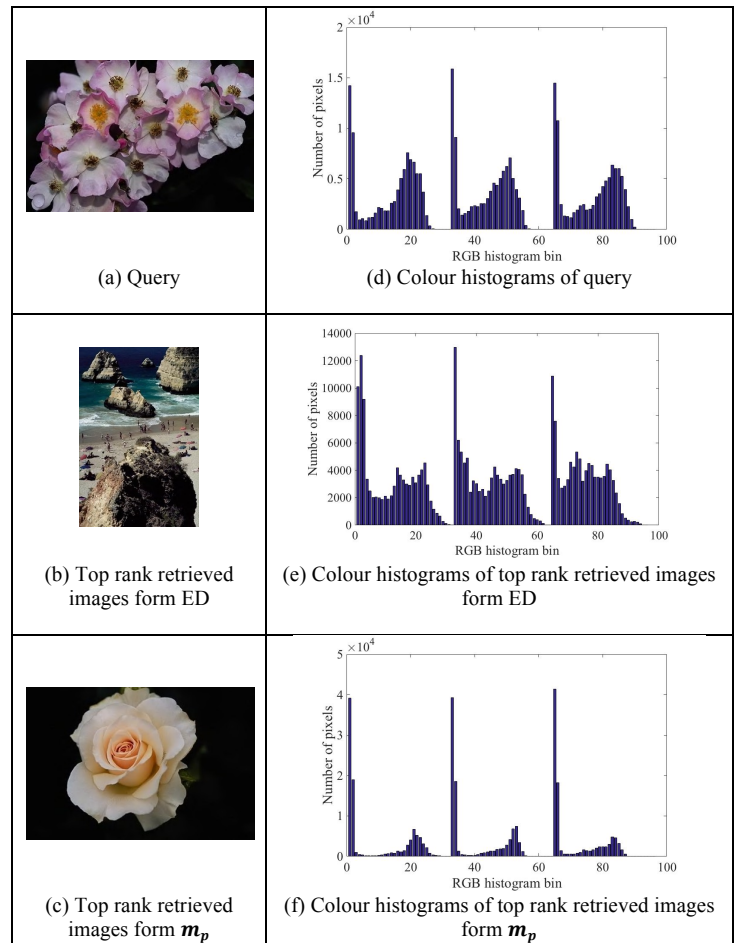 ×10⁴
2
1.5
1
0.5
0
Number of pixels
0 20 40 60 80 100
RGB histogram bin
(a) Query
(d) Colour histograms of query
14000
12000
10000
8000
6000
4000
2000
0
Number of pixels
0 20 40 60 80 100
RGB histogram bin
(b) Top rank retrieved
images form ED
(e) Colour histograms of top rank retrieved images
form ED
×10⁴
5
4
3
2
1
0
Number of pixels
0 20 40 60 80 100
RGB histogram bin
(c) Top rank retrieved
images form m_p
(f) Colour histograms of top rank retrieved images
form m_p